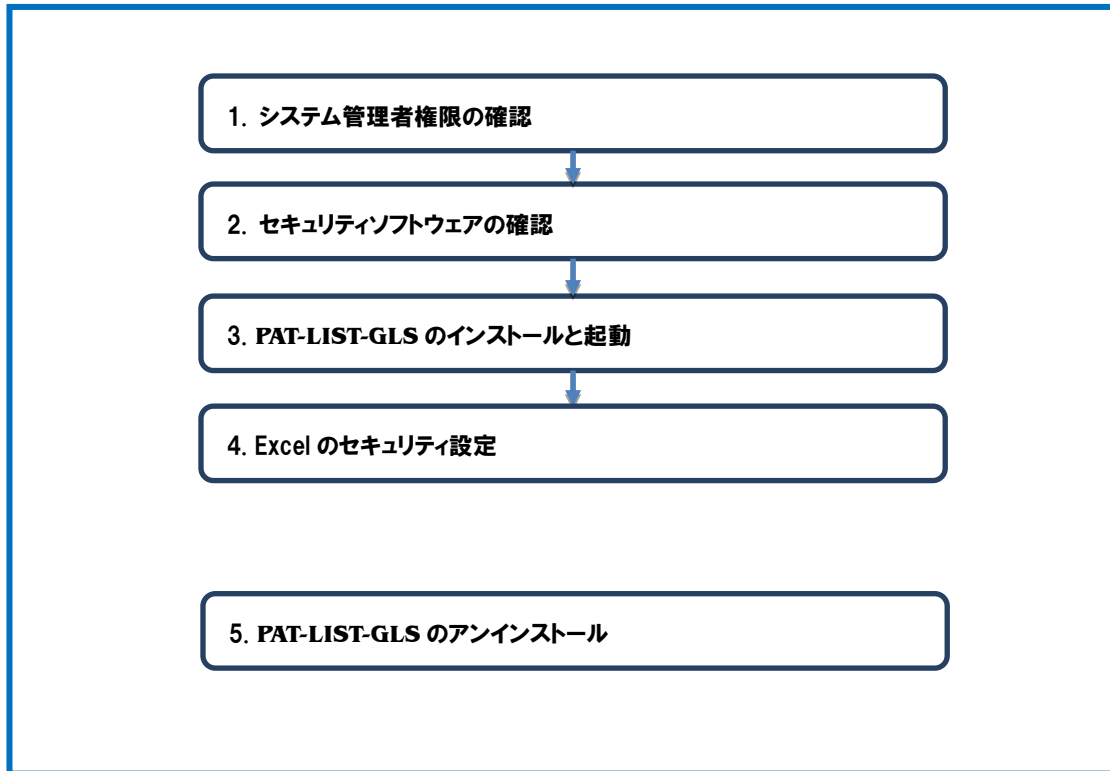 1. システム管理者権限の確認
2. セキュリティソフトウェアの確認
3. PAT-LIST-GLS のインストールと起動
4. Excel のセキュリティ設定
5. PAT-LIST-GLS のアンインストール